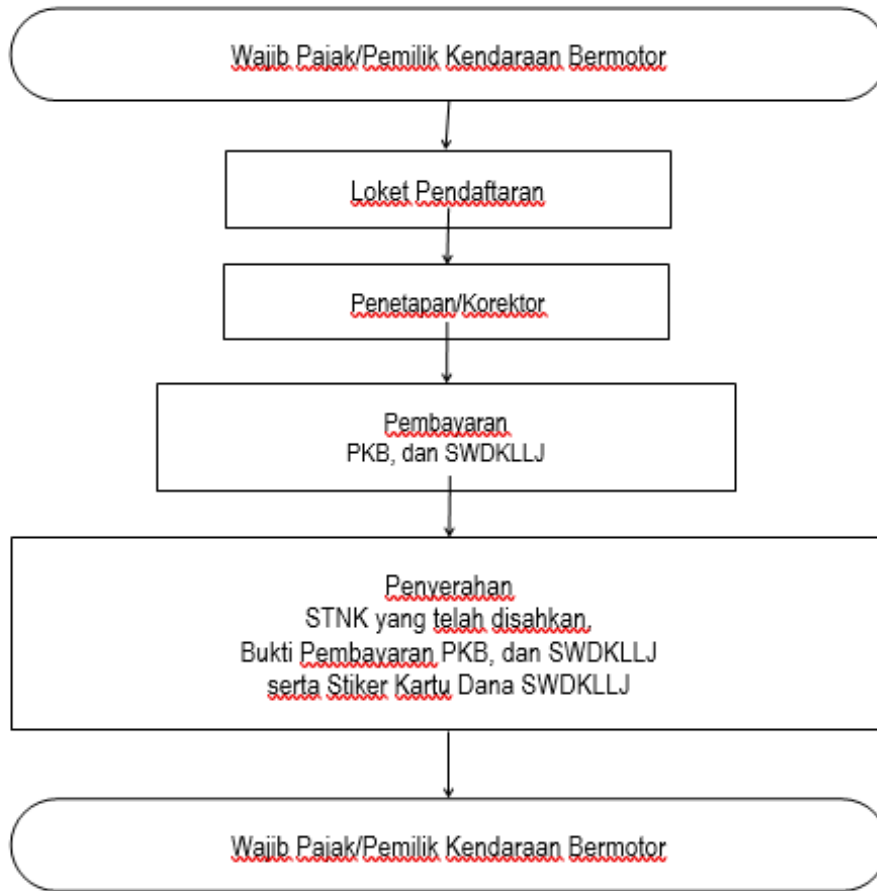 Wajib Pajak/Pemilik Kendaraan Bermotor
Loket Pendaftaran
Penetapan/Korektor
Pembayaran
PKB, dan SWDKLLJ
Penyerahan
STNK yang telah disahkan,
Bukti Pembayaran PKB, dan SWDKLLJ
serta Stiker Kartu Dana SWDKLLJ
Wajib Pajak/Pemilik Kendaraan Bermotor